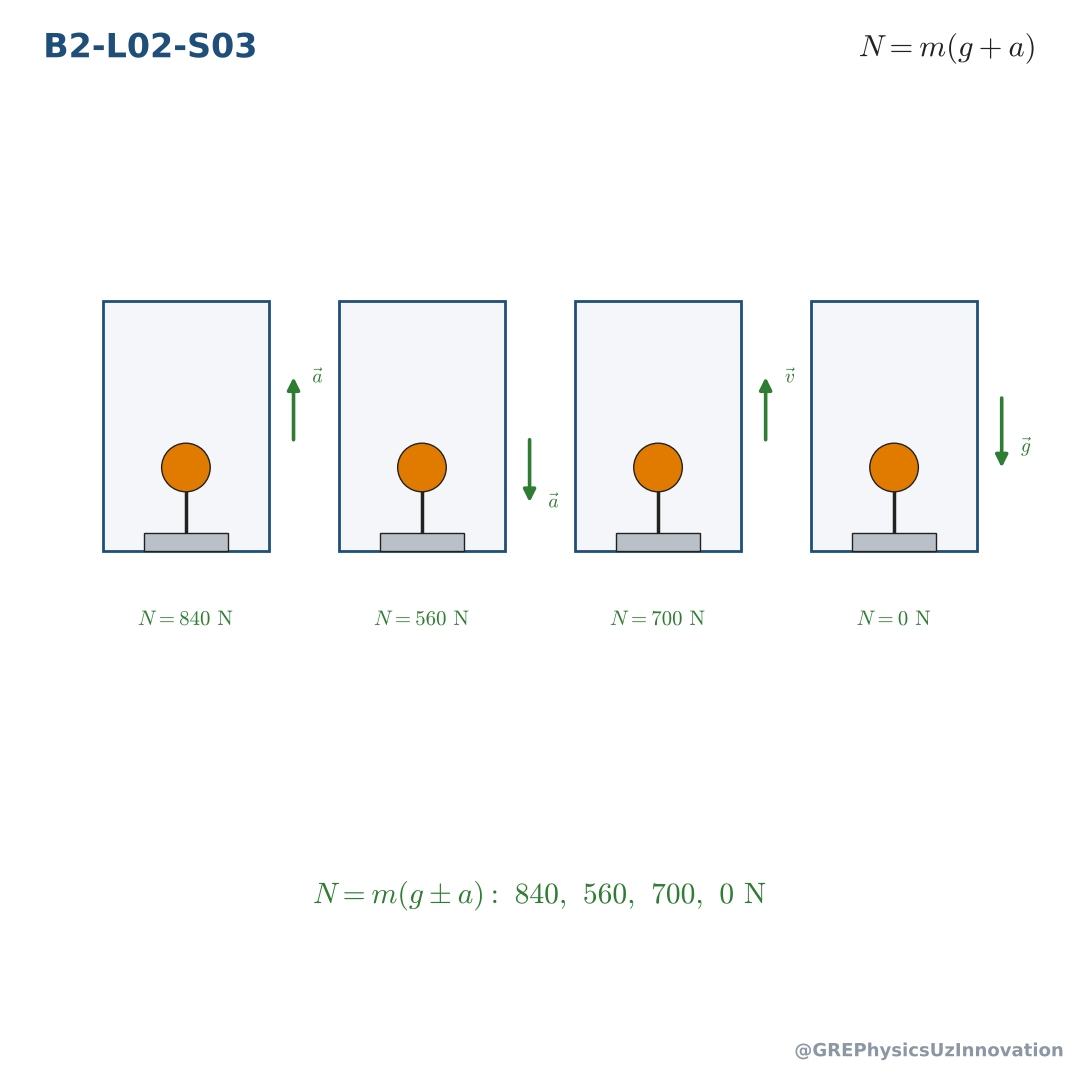 B2-L02-S03
N = m(g + a)
a⃗
a⃗
v⃗
g⃗
N = 840 N
N = 560 N
N = 700 N
N = 0 N
N = m(g ± a) : 840, 560, 700, 0 N
@GREPhysicsUzInnovation